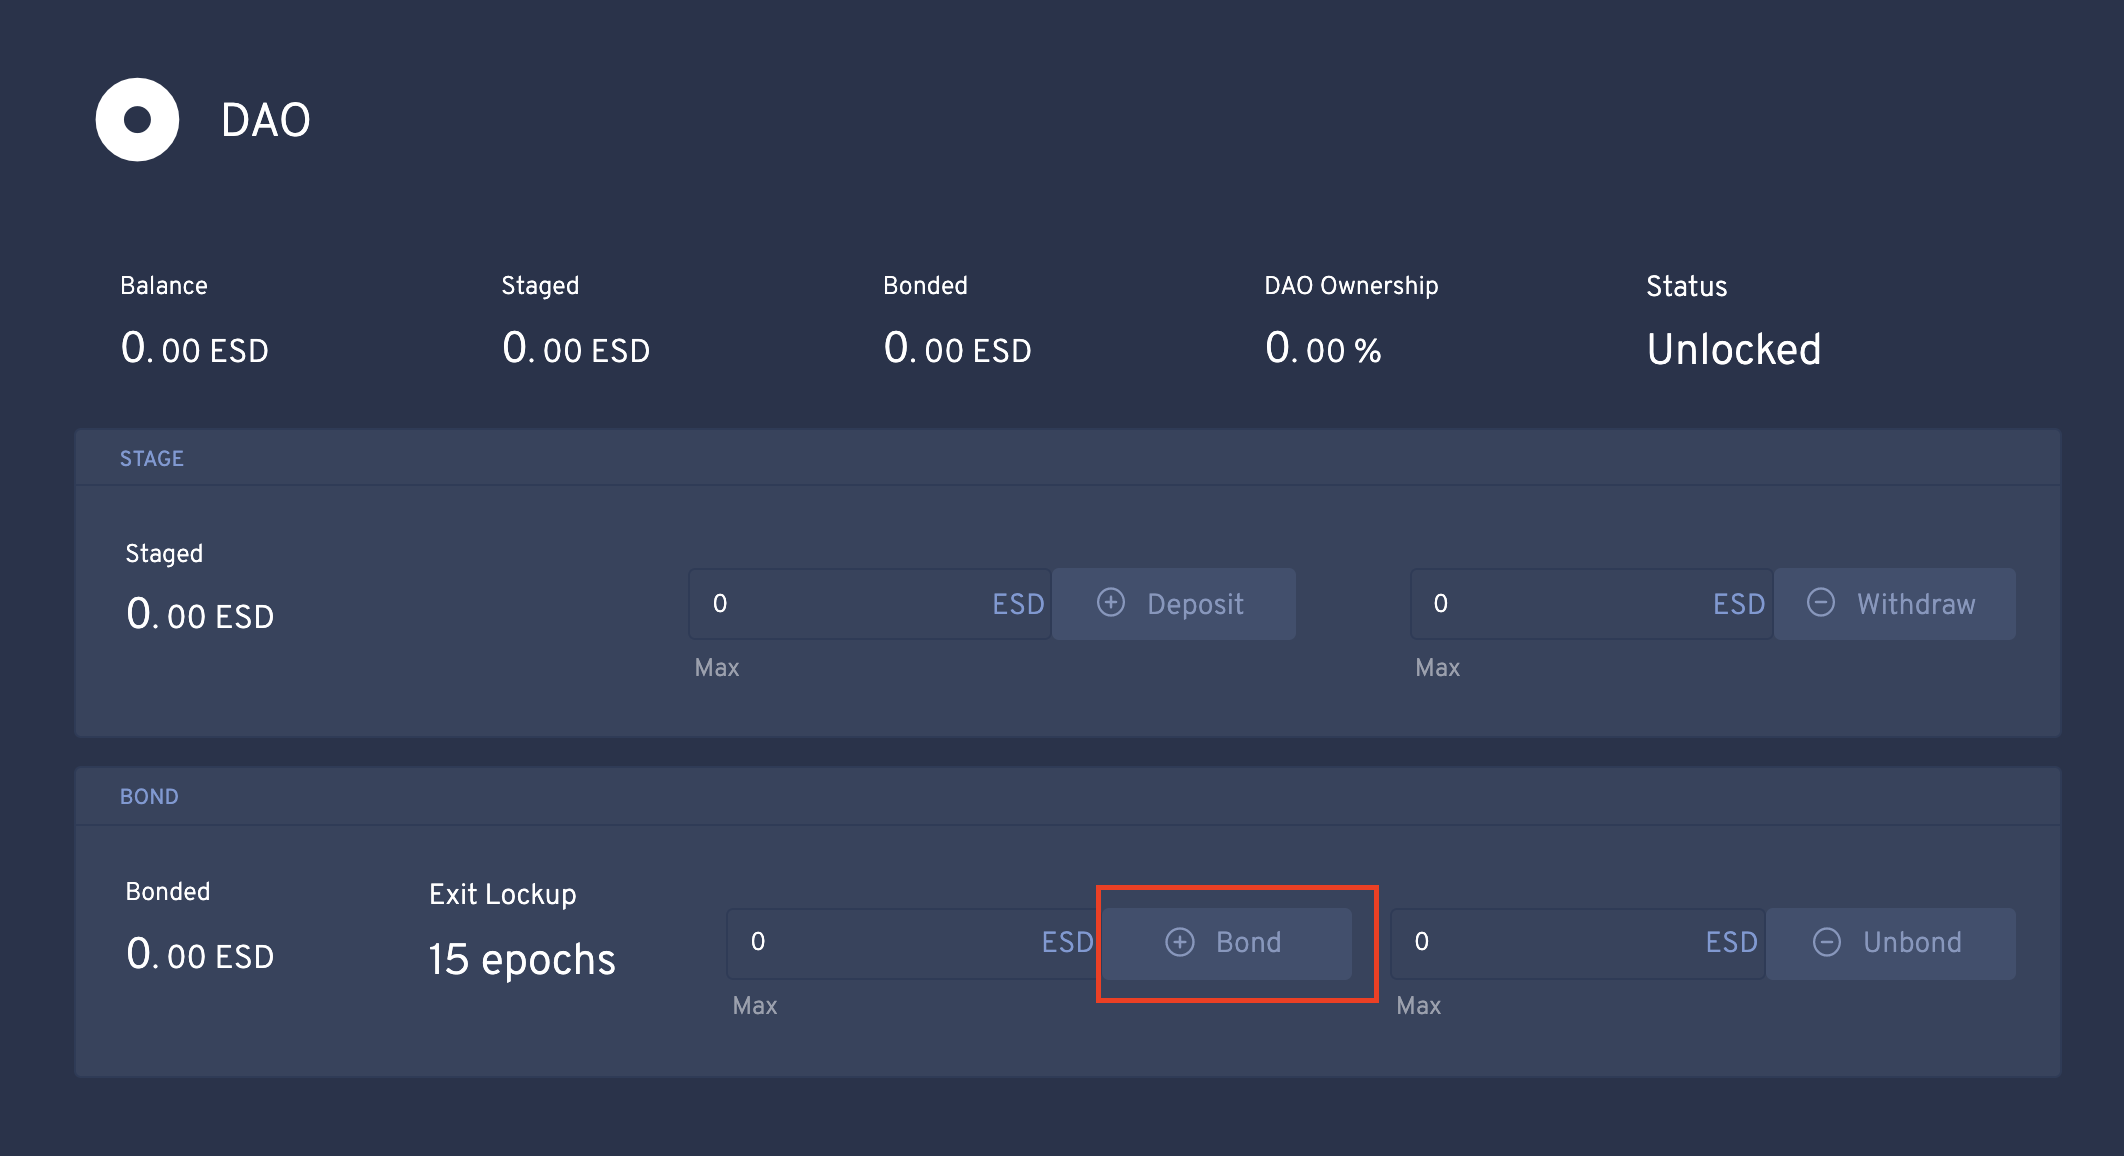 DAO
Balance Staged Bonded DAO Ownership Status
0.00 ESD 0.00 ESD 0.00 ESD 0.00 % Unlocked
STAGE
Staged
0.00 ESD
0 ESD Deposit 0 ESD Withdraw
Max Max
BOND
Bonded Exit Lockup
0.00 ESD 15 epochs
0 ESD Bond 0 ESD Unbond
Max Max